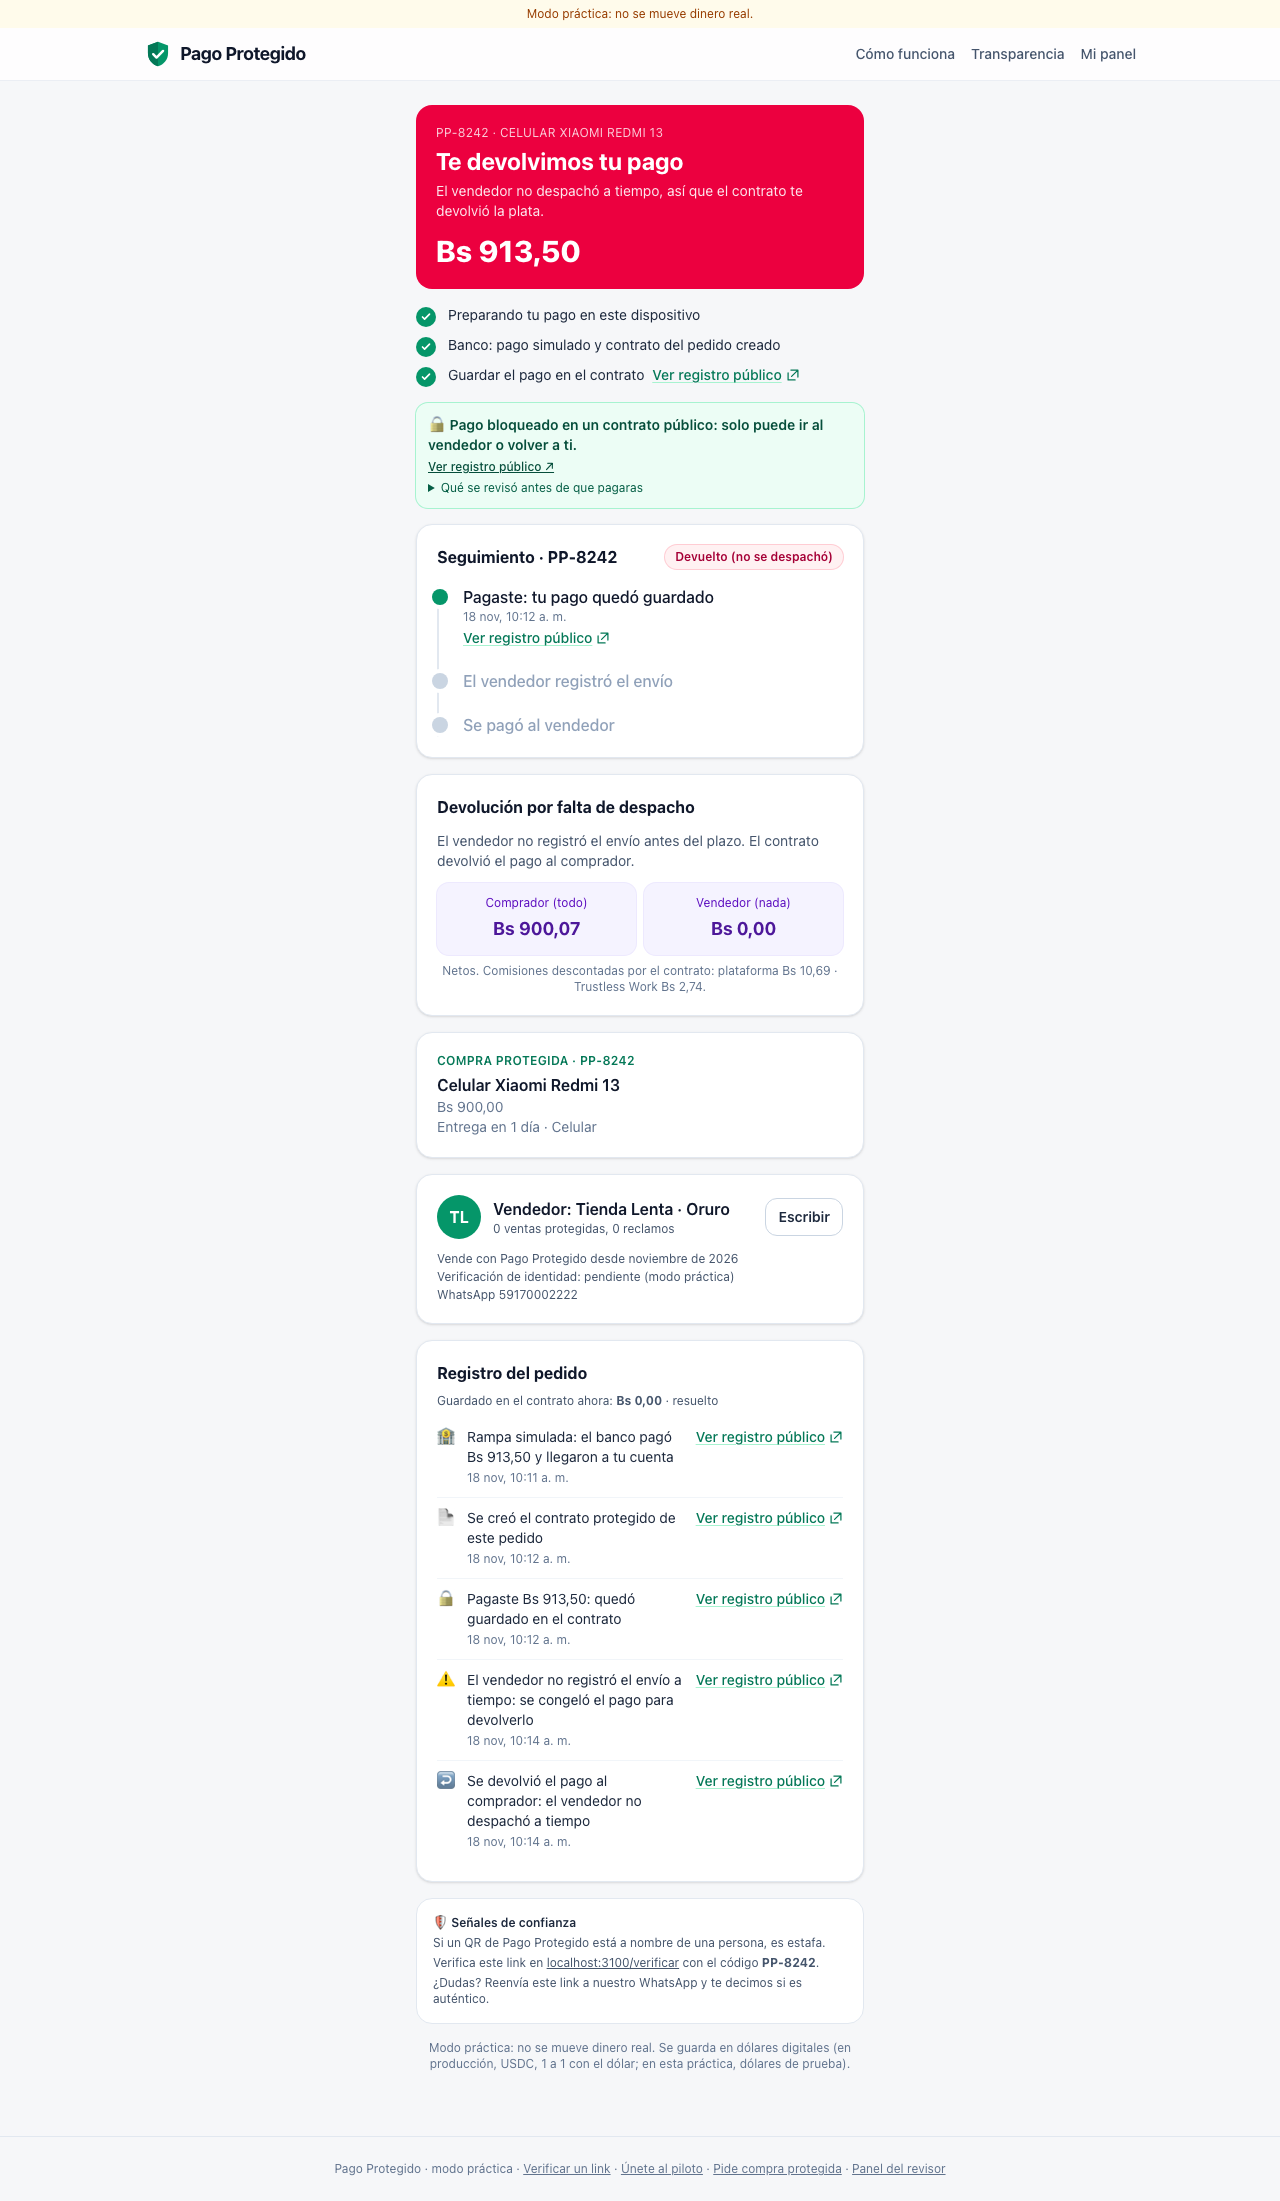 Modo práctica: no se mueve dinero real.
Pago Protegido
Cómo funciona Transparencia Mi panel
PP-8242 · CELULAR XIAOMI REDMI 13
Te devolvimos tu pago
El vendedor no despachó a tiempo, así que el contrato te
devolvió la plata.
Bs 913,50
Preparando tu pago en este dispositivo
Banco: pago simulado y contrato del pedido creado
Guardar el pago en el contrato Ver registro público
Pago bloqueado en un contrato público: solo puede ir al
vendedor o volver a ti.
Ver registro público ↗
Qué se revisó antes de que pagaras
Seguimiento · PP-8242
Devuelto (no se despachó)
Pagaste: tu pago quedó guardado
18 nov, 10:12 a. m.
Ver registro público
El vendedor registró el envío
Se pagó al vendedor
Devolución por falta de despacho
El vendedor no registró el envío antes del plazo. El contrato
devolvió el pago al comprador.
Comprador (todo)
Bs 900,07
Vendedor (nada)
Bs 0,00
Netos. Comisiones descontadas por el contrato: plataforma Bs 10,69 ·
Trustless Work Bs 2,74.
COMPRA PROTEGIDA · PP-8242
Celular Xiaomi Redmi 13
Bs 900,00
Entrega en 1 día · Celular
TL
Vendedor: Tienda Lenta · Oruro
0 ventas protegidas, 0 reclamos
Escribir
Vende con Pago Protegido desde noviembre de 2026
Verificación de identidad: pendiente (modo práctica)
WhatsApp 59170002222
Registro del pedido
Guardado en el contrato ahora: Bs 0,00 · resuelto
Rampa simulada: el banco pagó
Bs 913,50 y llegaron a tu cuenta
18 nov, 10:11 a. m.
Ver registro público
Se creó el contrato protegido de
este pedido
18 nov, 10:12 a. m.
Ver registro público
Pagaste Bs 913,50: quedó
guardado en el contrato
18 nov, 10:12 a. m.
Ver registro público
El vendedor no registró el envío a
tiempo: se congeló el pago para
devolverlo
18 nov, 10:14 a. m.
Ver registro público
Se devolvió el pago al
comprador: el vendedor no
despachó a tiempo
18 nov, 10:14 a. m.
Ver registro público
Señales de confianza
Si un QR de Pago Protegido está a nombre de una persona, es estafa.
Verifica este link en localhost:3100/verificar con el código PP-8242.
¿Dudas? Reenvía este link a nuestro WhatsApp y te decimos si es
auténtico.
Modo práctica: no se mueve dinero real. Se guarda en dólares digitales (en
producción, USDC, 1 a 1 con el dólar; en esta práctica, dólares de prueba).
Pago Protegido · modo práctica · Verificar un link · Únete al piloto · Pide compra protegida · Panel del revisor